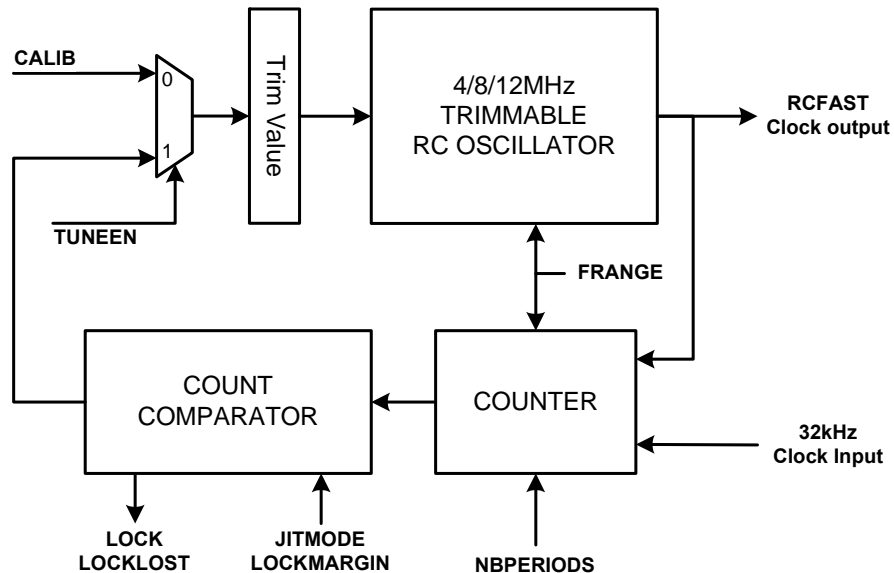 CALIB
0
1
TUNEEN
Trim Value
4/8/12MHz
TRIMMABLE
RC OSCILLATOR
RCFAST
Clock output
FRANGE
COUNT
COMPARATOR
COUNTER
32kHz
Clock Input
LOCK
LOCKLOST
JITMODE
LOCKMARGIN
NBPERIODS